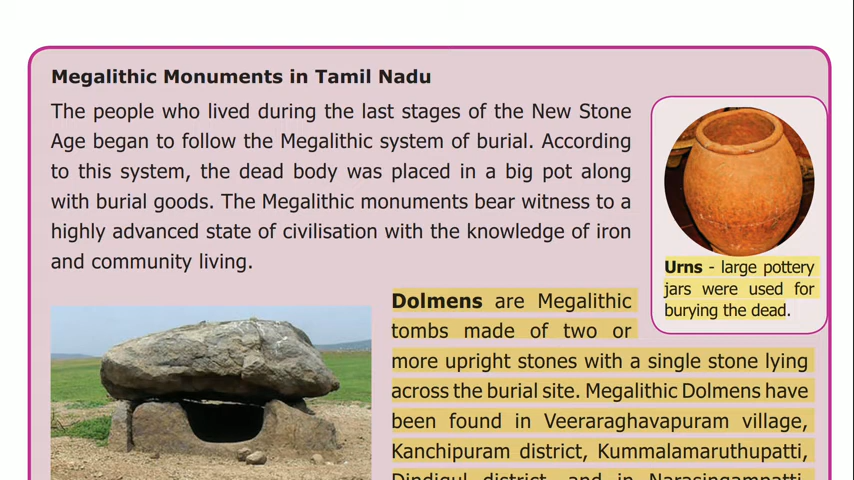 Megalithic Monuments in Tamil Nadu
The people who lived during the last stages of the New Stone
Age began to follow the Megalithic system of burial. According
to this system, the dead body was placed in a big pot along
with burial goods. The Megalithic monuments bear witness to a
highly advanced state of civilisation with the knowledge of iron
and community living.
Urns - large pottery
jars were used for
burying the dead.
Dolmens are Megalithic
tombs made of two or
more upright stones with a single stone lying
across the burial site. Megalithic Dolmens have
been found in Veeraraghavapuram village,
Kanchipuram district, Kummalamaruthupatti,
Dindigul district, and in Narasingampatti,